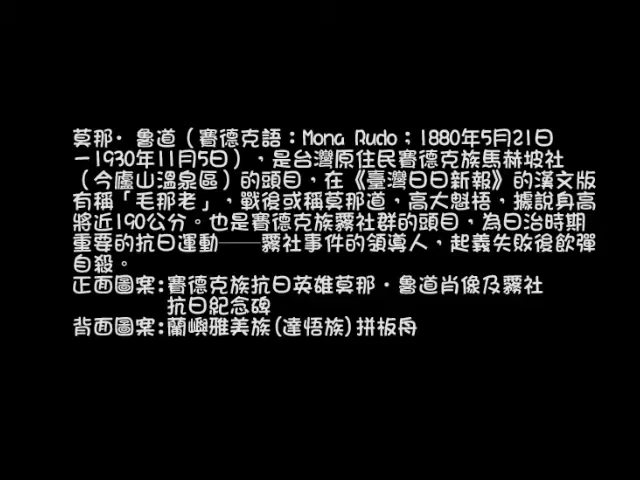 莫那·魯道（賽德克語：Mona Rudo；1880年5月21日
－1930年11月5日），是台灣原住民賽德克族馬赫坡社
（今廬山溫泉區）的頭目，在《臺灣日日新報》的漢文版
有稱「毛那老」，戰後或稱莫那道，高大魁梧，據說身高
將近190公分。也是賽德克族霧社群的頭目，為日治時期
重要的抗日運動──霧社事件的領導人，起義失敗後飲彈
自殺。
正面圖案:賽德克族抗日英雄莫那·魯道肖像及霧社
抗日紀念碑
背面圖案:蘭嶼雅美族(達悟族)拼板舟